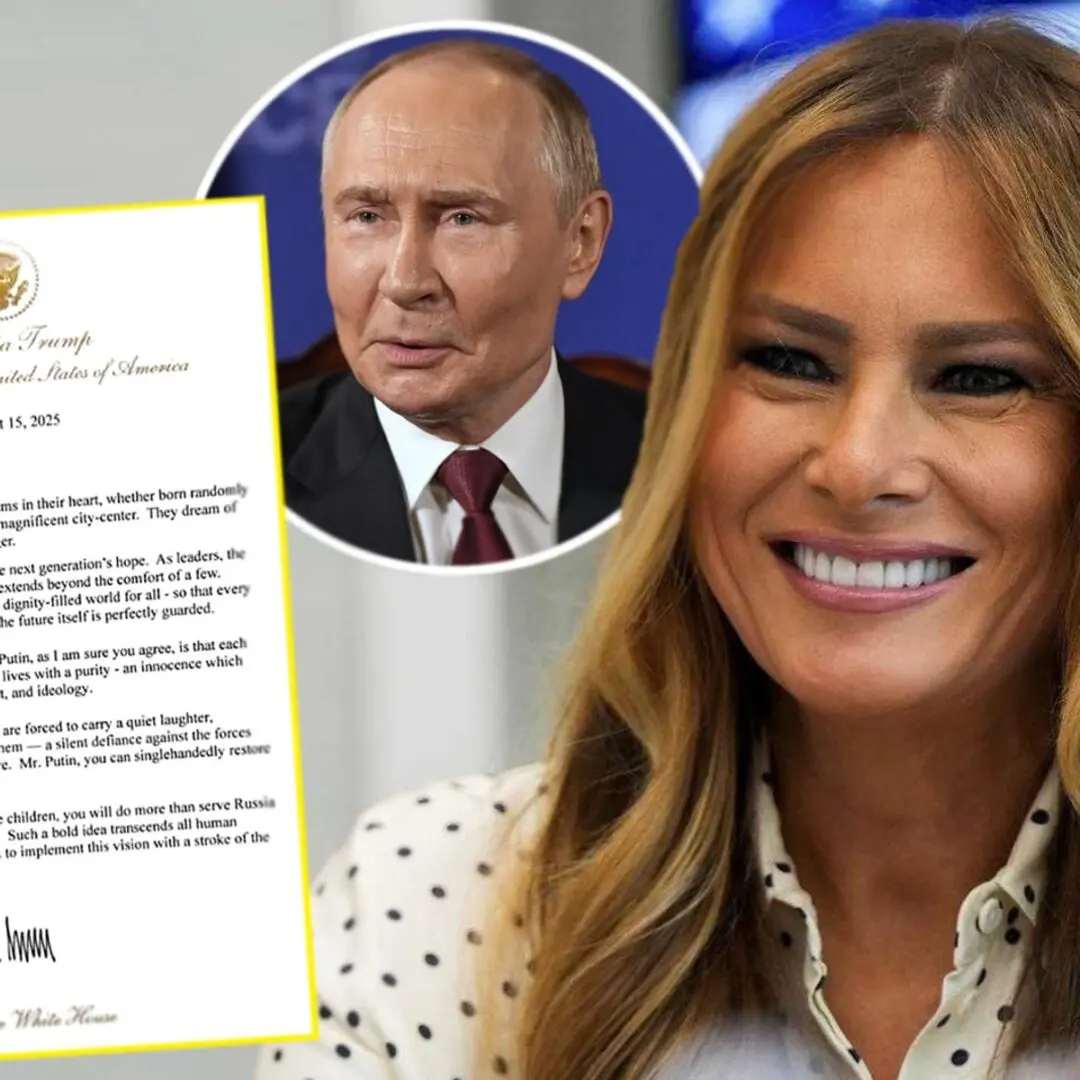 Trump
States of America
15, 2025
in their heart, whether born randomly
magnificent city-center. They dream of
next generation's hope. As leaders, the
extends beyond the comfort of a few.
dignity-filled world for all - so that every
the future itself is perfectly guarded.
Putin, as I am sure you agree, is that each
lives with a purity - an innocence which
and ideology.
are forced to carry a quiet laughter,
— a silent defiance against the forces
Mr. Putin, you can singlehandedly restore
children, you will do more than serve Russia
Such a bold idea transcends all human
to implement this vision with a stroke of the
White House